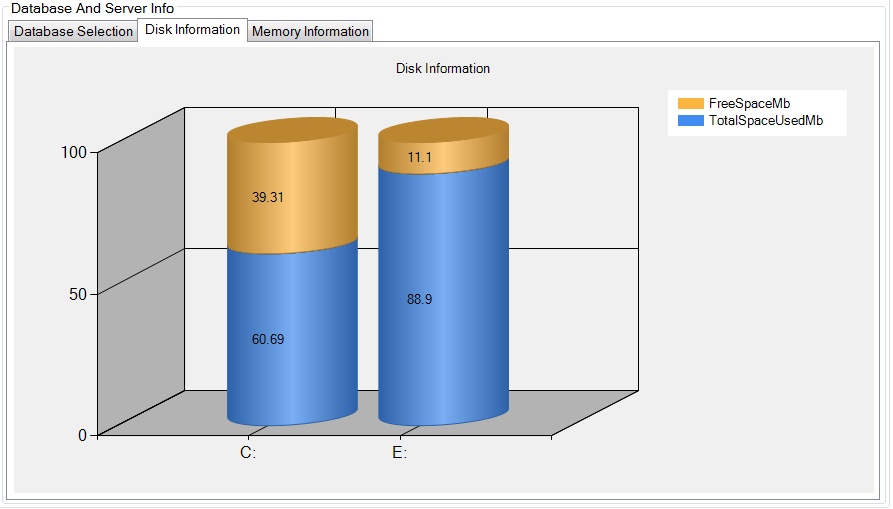 Database And Server Info
Database Selection Disk Information Memory Information
Disk Information
FreeSpaceMb
TotalSpaceUsedMb
100
50
0
39.31
11.1
88.9
60.69
C: E: